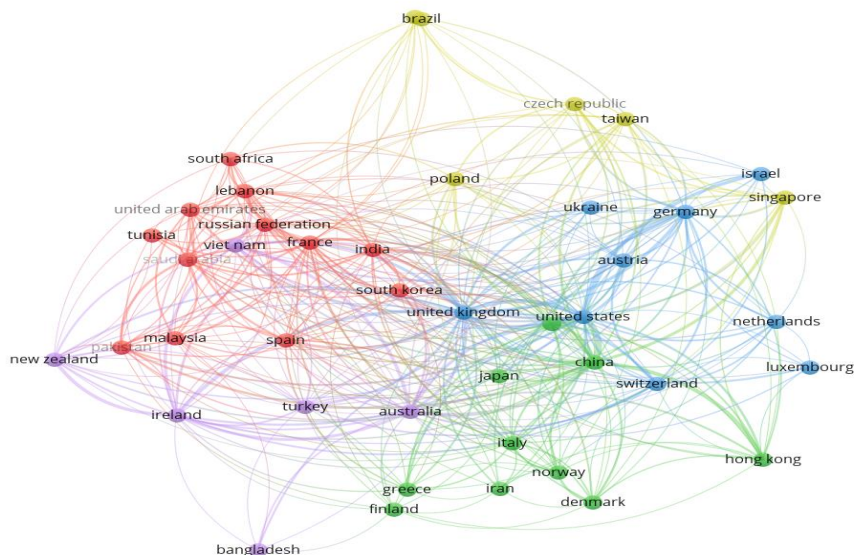 brazil
czech republic
taiwan
south africa
israel
lebanon
poland
singapore
united arab emirates
ukraine
germany
russian federation
tunisia
viet nam
france
india
saudi arabia
austria
south korea
united kingdom
united states
netherlands
malaysia
spain
pakistan
new zealand
china
luxembourg
japan
switzerland
turkey
ireland
australia
italy
hong kong
norway
greece
iran
denmark
finland
bangladesh